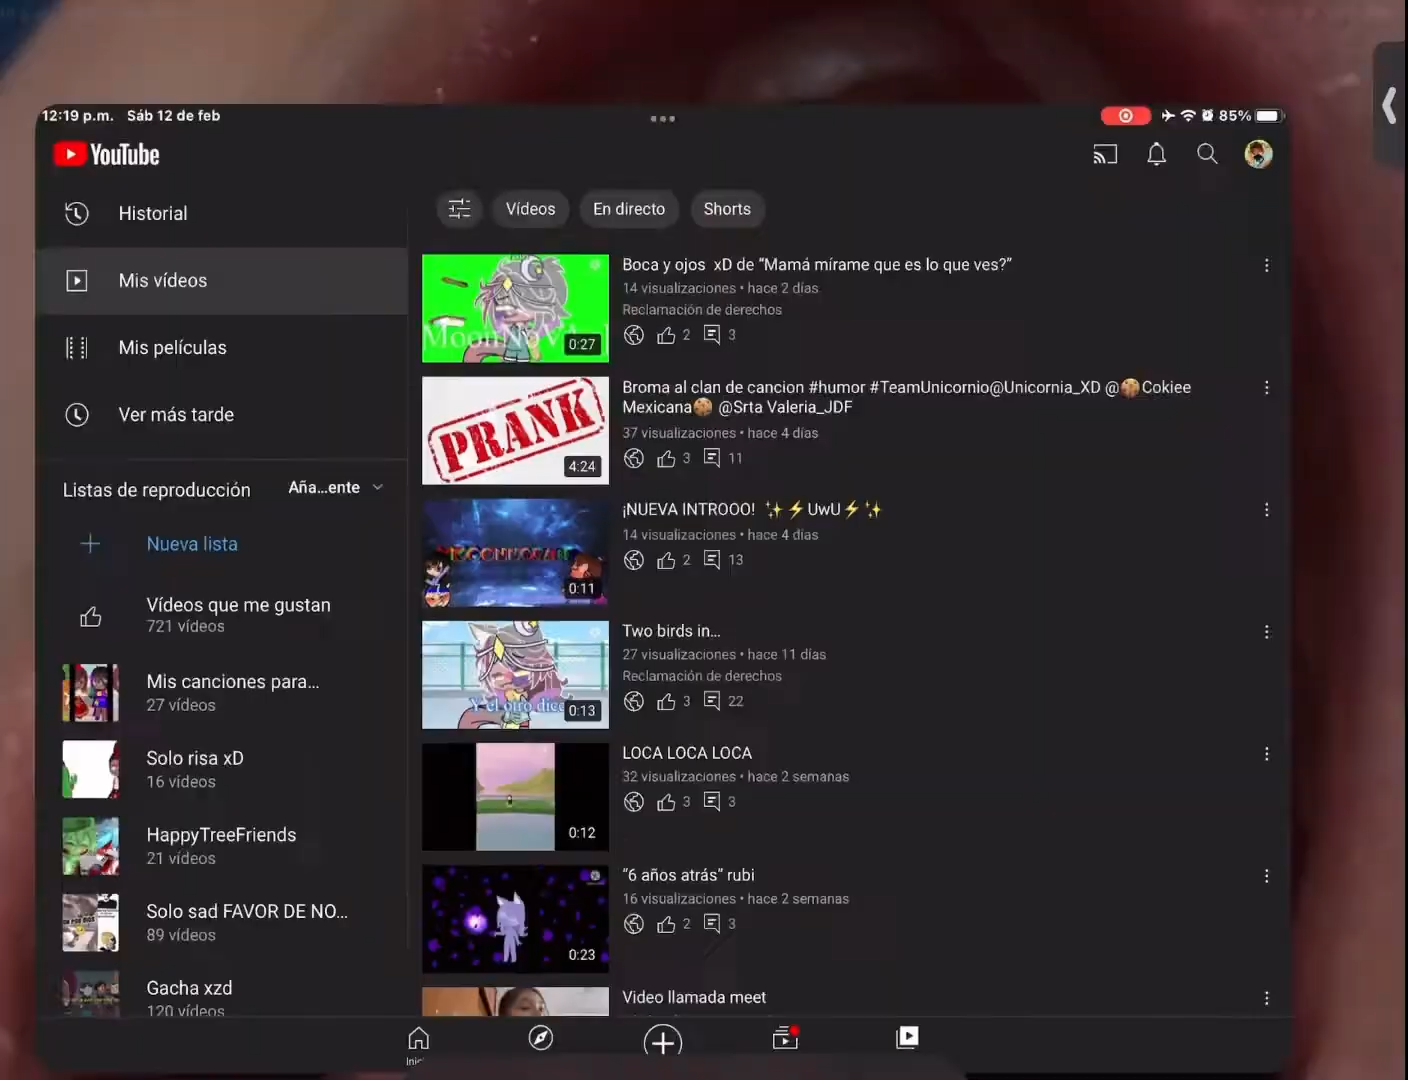 12:19 p.m. Sáb 12 de feb
85%
YouTube
Historial
Mis vídeos
Mis películas
Ver más tarde
Listas de reproducción
Aña...ente
Nueva lista
Vídeos que me gustan
721 vídeos
Mis canciones para...
27 vídeos
Solo risa xD
16 vídeos
HappyTreeFriends
21 vídeos
Solo sad FAVOR DE NO...
89 vídeos
Gacha xzd
120 vídeos
Vídeos
En directo
Shorts
0:27
Boca y ojos xD de “Mamá mírame que es lo que ves?”
14 visualizaciones • hace 2 días
Reclamación de derechos
2 3
PRANK
4:24
Broma al clan de cancion #humor #TeamUnicornio@Unicornia_XD @🍪Cokiee
Mexicana🍪 @Srta Valeria_JDF
37 visualizaciones • hace 4 días
3 11
0:11
¡NUEVA INTROOO! ✨⚡UwU⚡✨
14 visualizaciones • hace 4 días
2 13
Y el otro dice
0:13
Two birds in...
27 visualizaciones • hace 11 días
Reclamación de derechos
3 22
0:12
LOCA LOCA LOCA
32 visualizaciones • hace 2 semanas
3 3
0:23
“6 años atrás” rubi
16 visualizaciones • hace 2 semanas
2 3
Video llamada meet